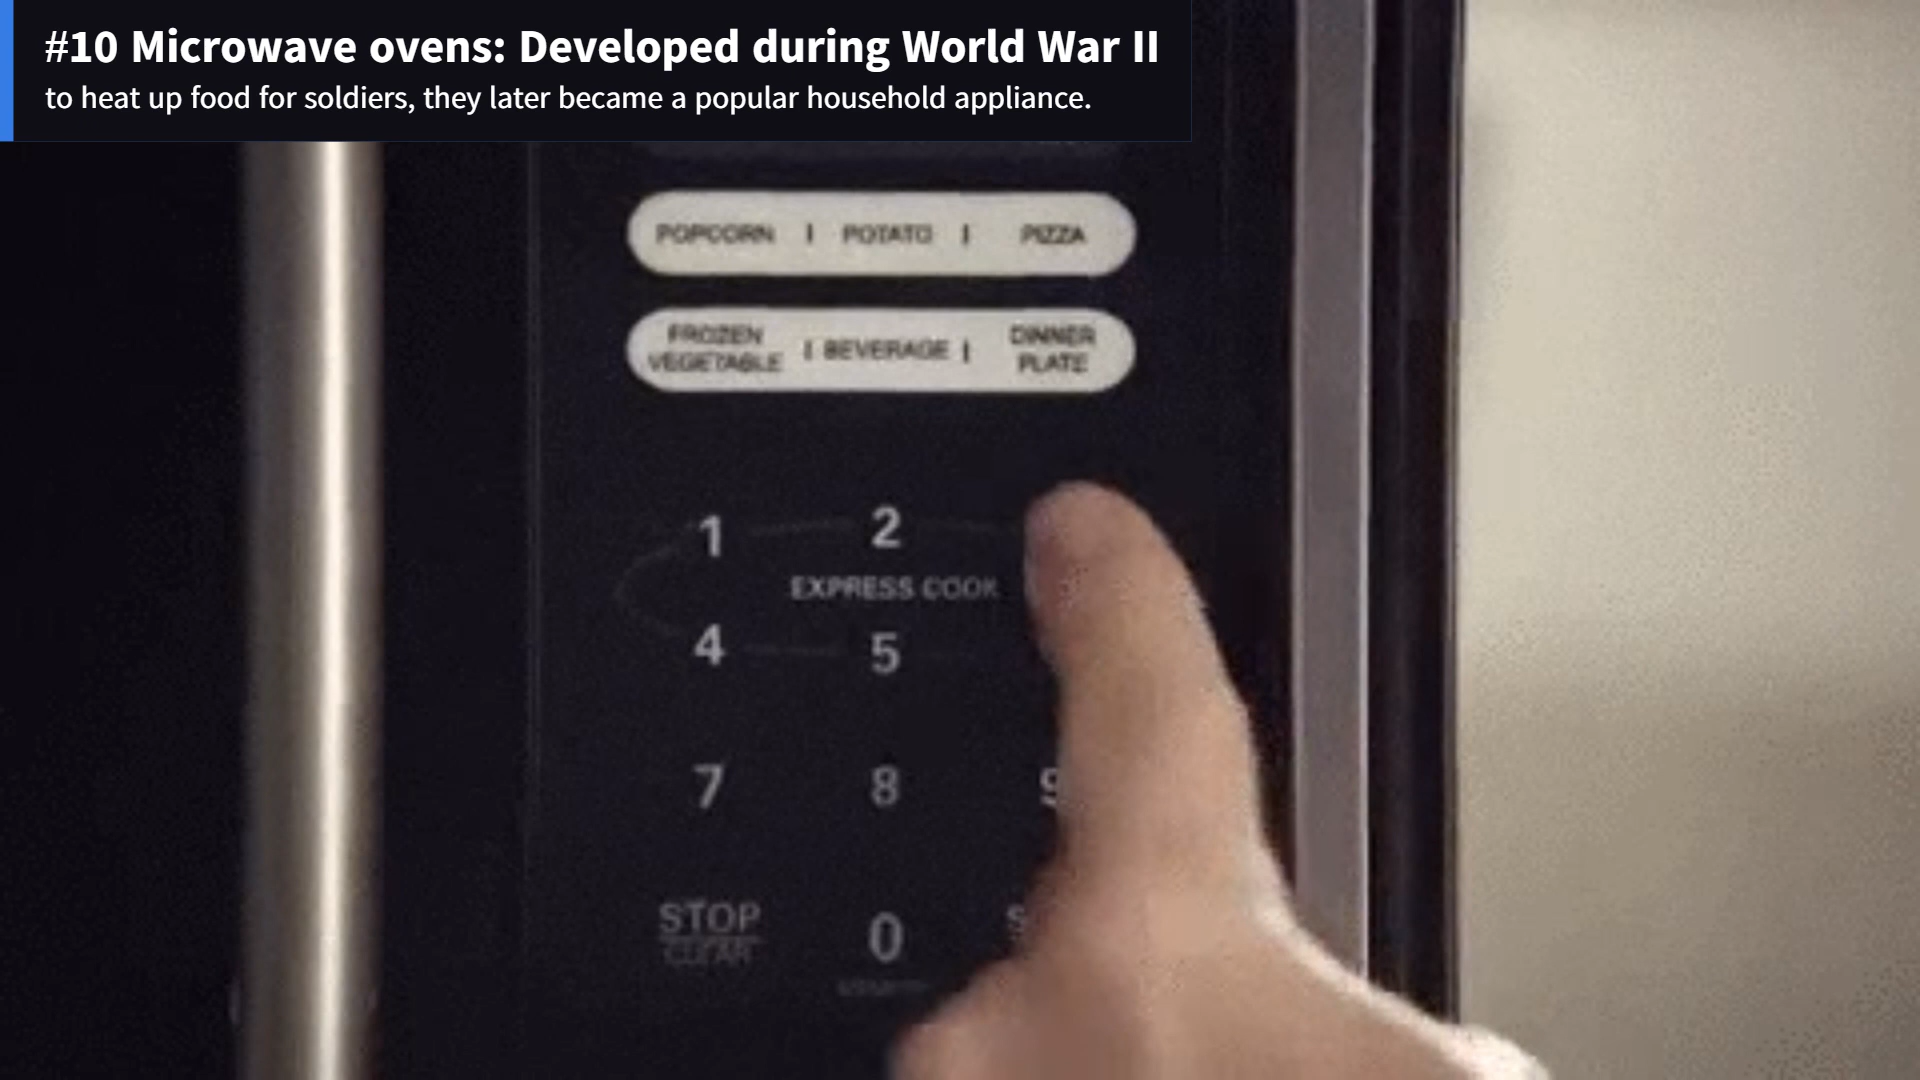 #10 Microwave ovens: Developed during World War II
to heat up food for soldiers, they later became a popular household appliance.
POPCORN | POTATO | PIZZA
FROZEN VEGETABLE | BEVERAGE | DINNER PLATE
1 2
EXPRESS COOK
4 5
7 8 9
STOP
CLEAR
0